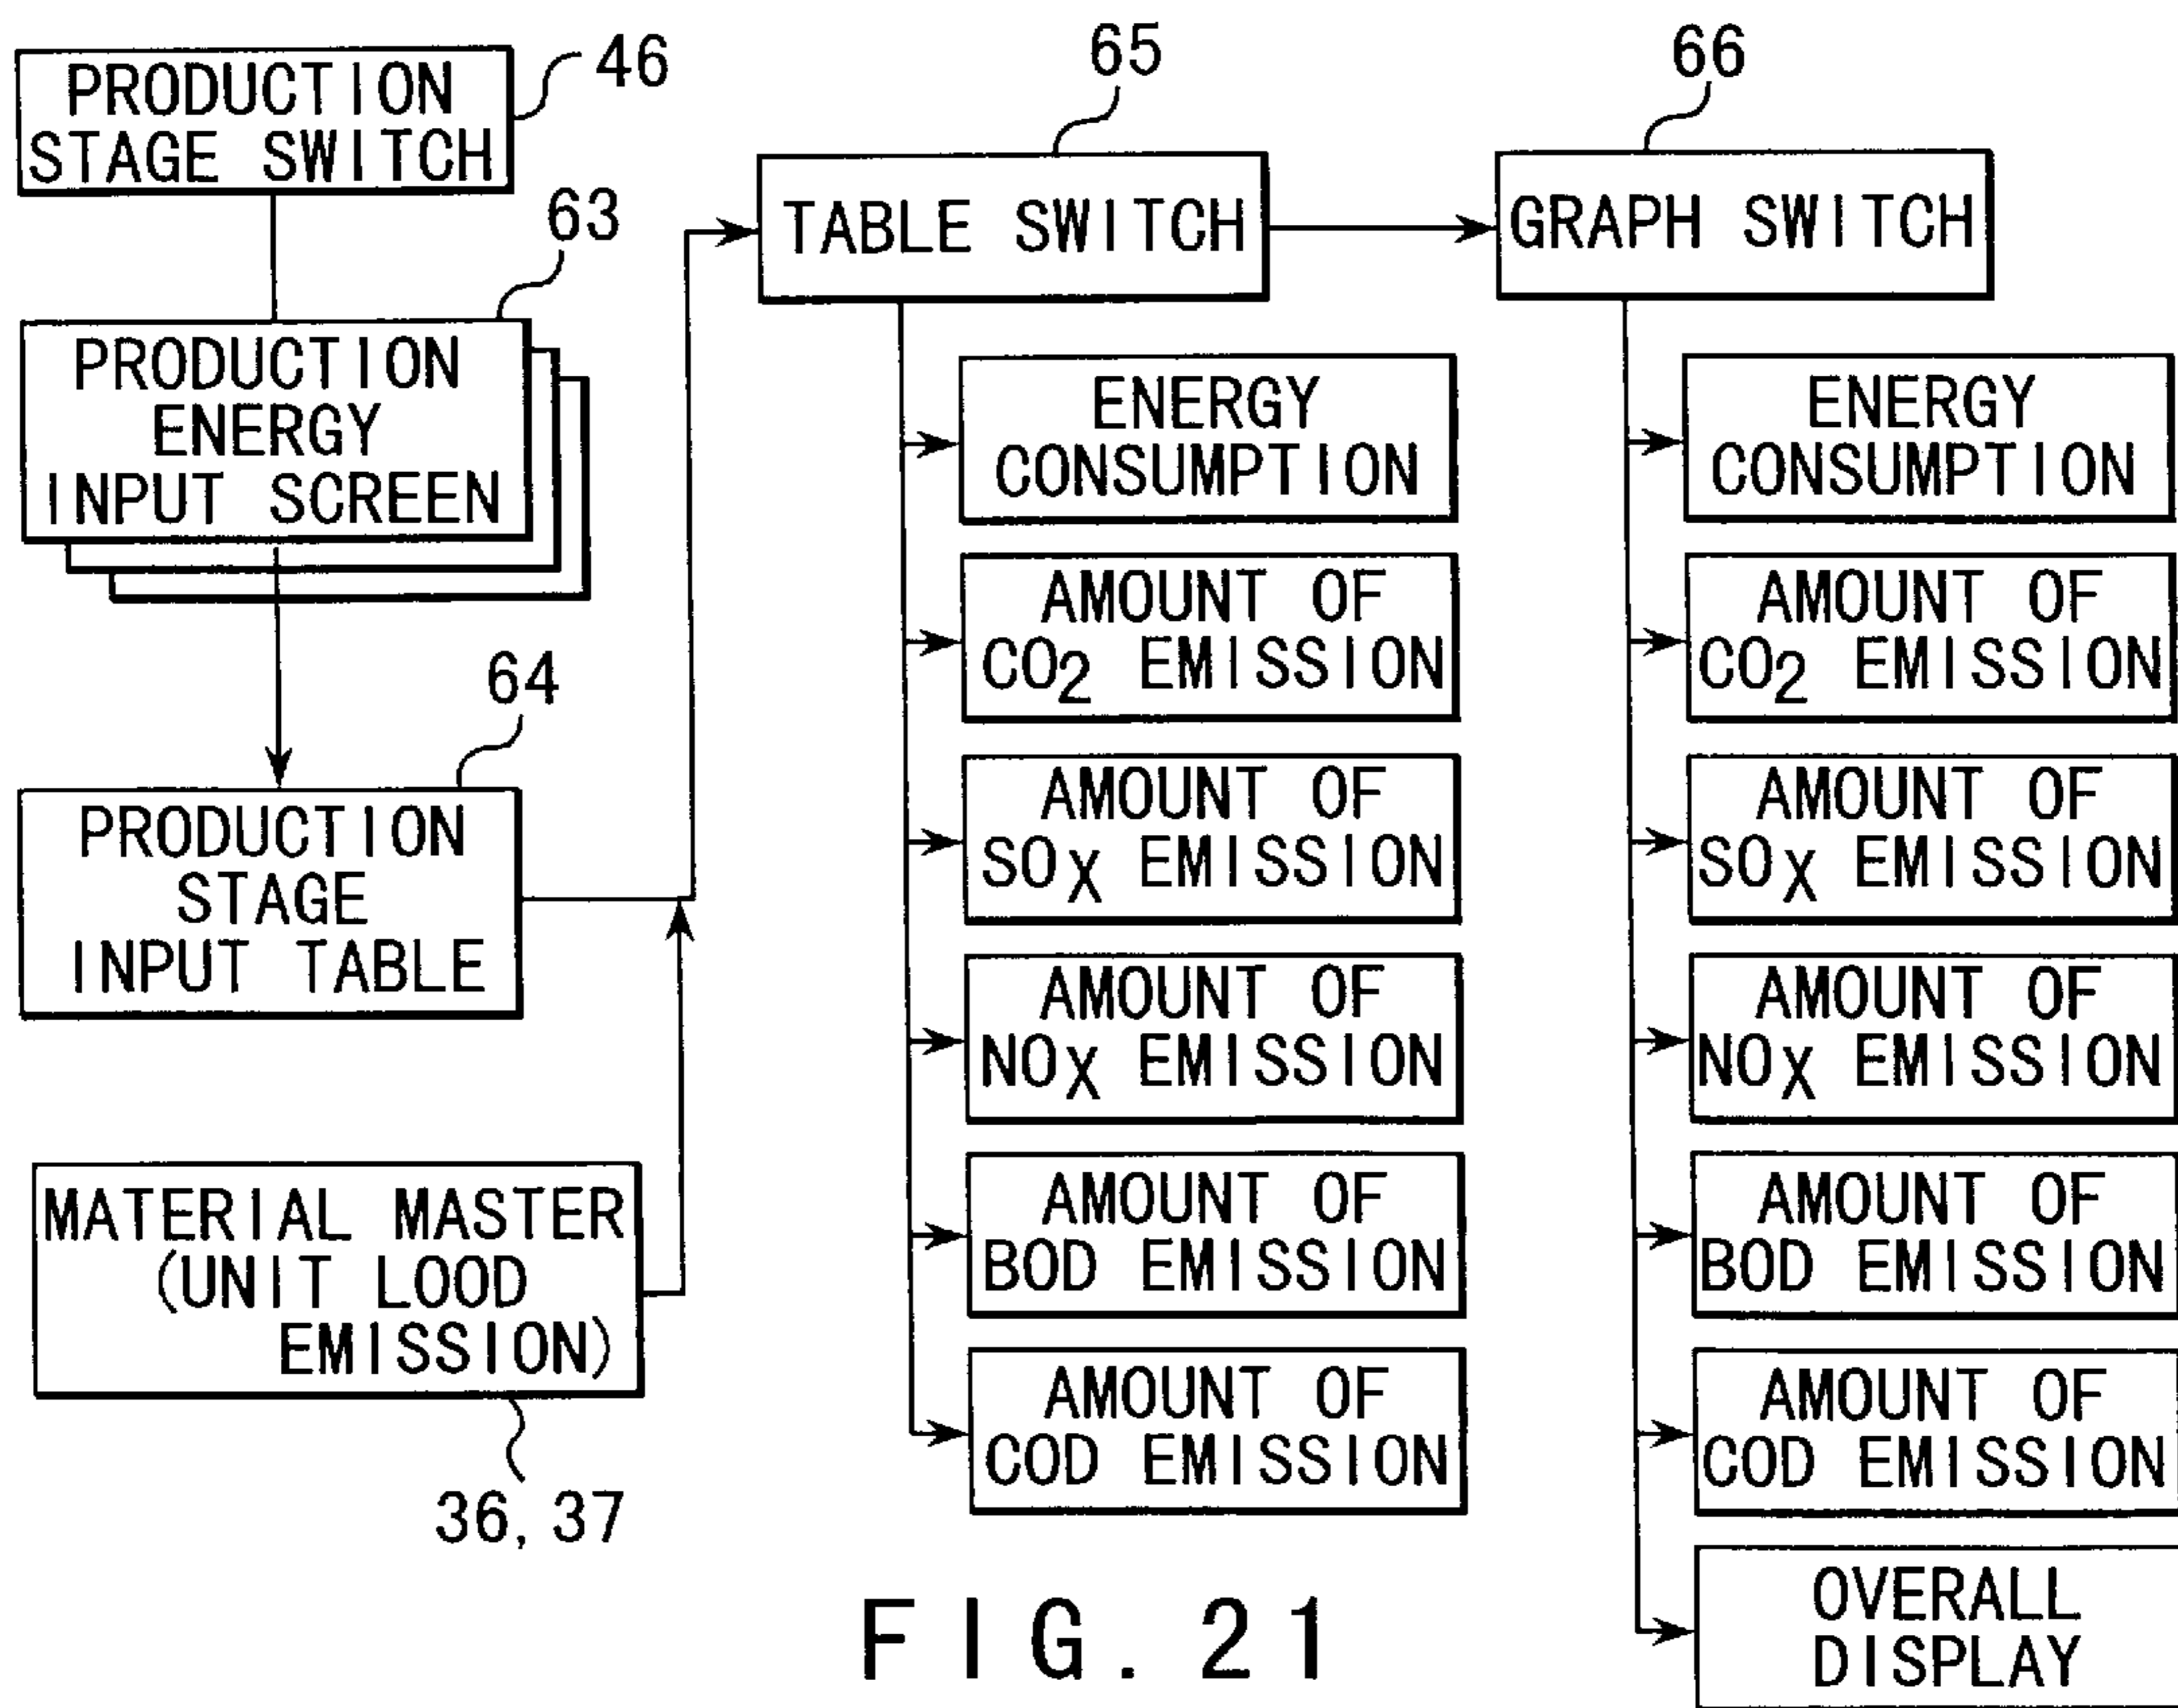 PRODUCTION
STAGE SWITCH
46
63
PRODUCTION
ENERGY
INPUT SCREEN
64
PRODUCTION
STAGE
INPUT TABLE
MATERIAL MASTER
(UNIT LOOD
EMISSION)
36, 37
65
TABLE SWITCH
ENERGY
CONSUMPTION
AMOUNT OF
CO2 EMISSION
AMOUNT OF
SOX EMISSION
AMOUNT OF
NOX EMISSION
AMOUNT OF
BOD EMISSION
AMOUNT OF
COD EMISSION
66
GRAPH SWITCH
ENERGY
CONSUMPTION
AMOUNT OF
CO2 EMISSION
AMOUNT OF
SOX EMISSION
AMOUNT OF
NOX EMISSION
AMOUNT OF
BOD EMISSION
AMOUNT OF
COD EMISSION
OVERALL
DISPLAY
FIG. 21